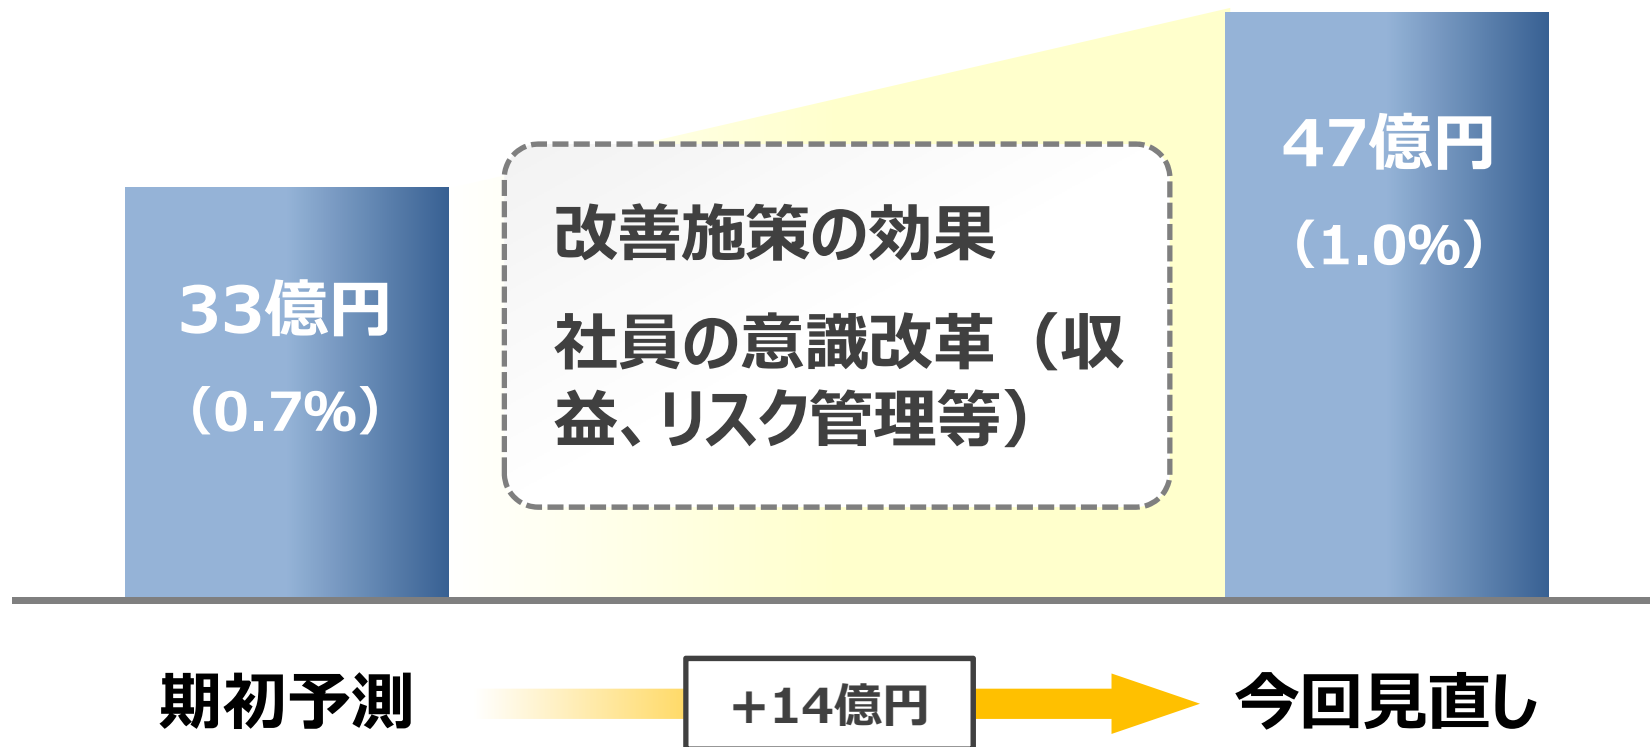 33億円
（0.7%）
改善施策の効果
社員の意識改革（収
益、リスク管理等）
47億円
（1.0%）
期初予測
+14億円
今回見直し